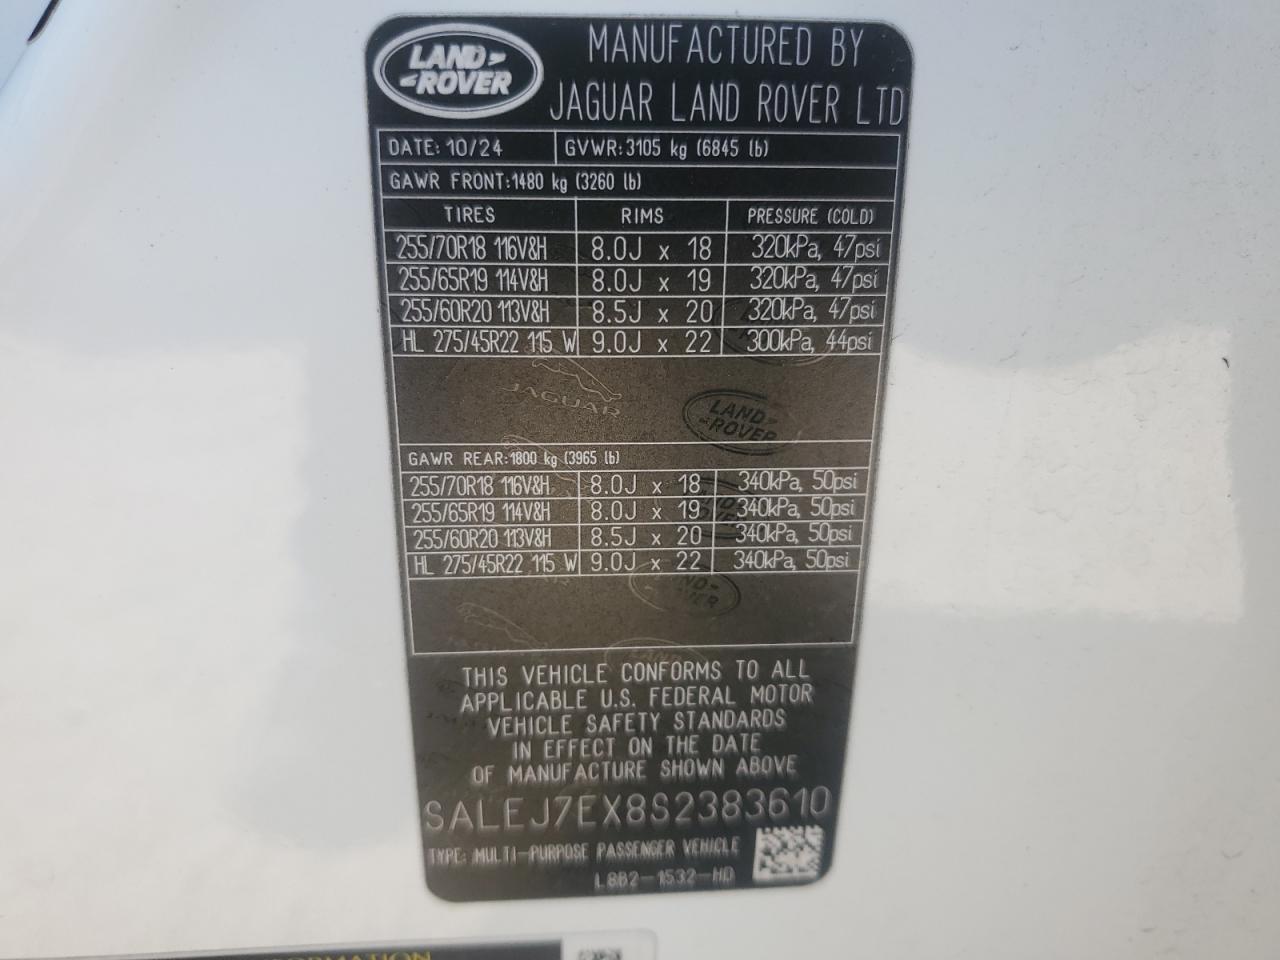 LAND ROVER
MANUFACTURED BY
JAGUAR LAND ROVER LTD
DATE: 10/24 GVWR: 3105 kg (6845 lb)
GAWR FRONT: 1480 kg (3260 lb)
TIRES RIMS PRESSURE (COLD)
255/70R18 116V&H 8.0J x 18 320kPa, 47psi
255/65R19 114V&H 8.0J x 19 320kPa, 47psi
255/60R20 113V&H 8.5J x 20 320kPa, 47psi
HL 275/45R22 115 W 9.0J x 22 300kPa, 44psi
JAGUAR
LAND ROVER
GAWR REAR: 1800 kg (3965 lb)
255/70R18 116V&H 8.0J x 18 340kPa, 50psi
255/65R19 114V&H 8.0J x 19 340kPa, 50psi
255/60R20 113V&H 8.5J x 20 340kPa, 50psi
HL 275/45R22 115 W 9.0J x 22 340kPa, 50psi
THIS VEHICLE CONFORMS TO ALL
APPLICABLE U.S. FEDERAL MOTOR
VEHICLE SAFETY STANDARDS
IN EFFECT ON THE DATE
OF MANUFACTURE SHOWN ABOVE
SALEJ7EX8S2383610
TYPE: MULTI-PURPOSE PASSENGER VEHICLE
L8B2-1532-HD